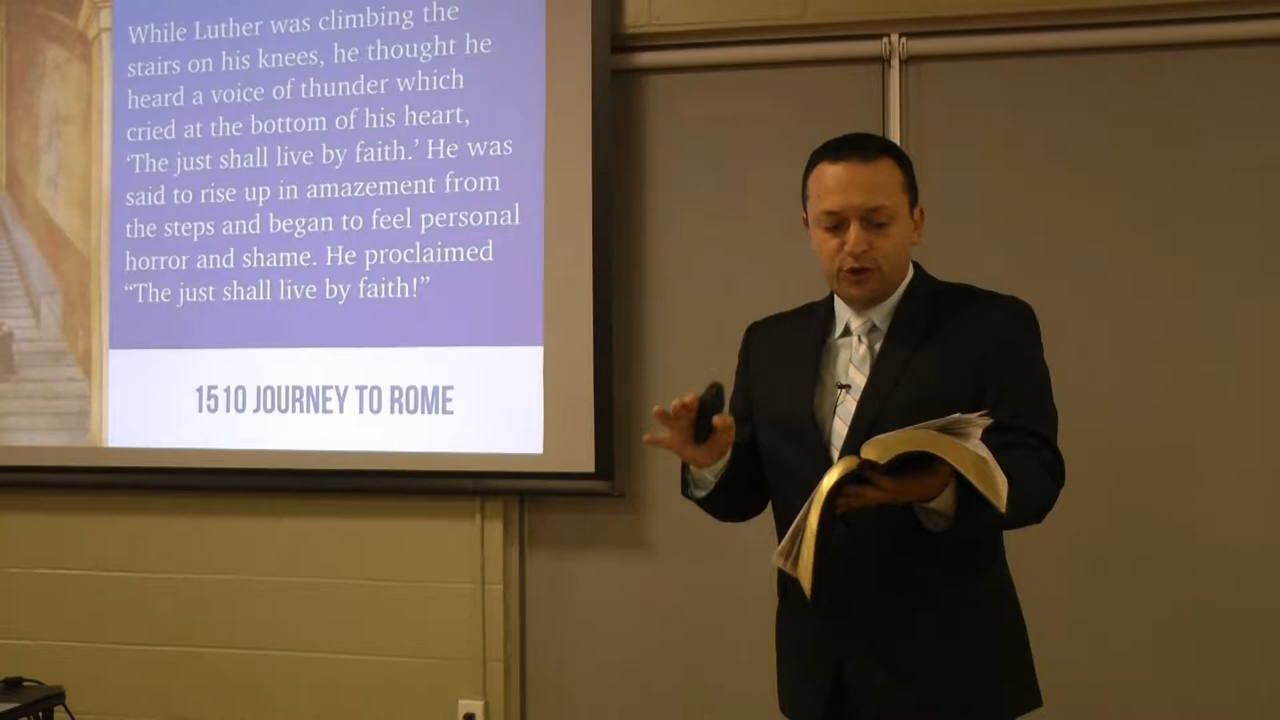 While Luther was climbing the
stairs on his knees, he thought he
heard a voice of thunder which
cried at the bottom of his heart,
‘The just shall live by faith.’ He was
said to rise up in amazement from
the steps and began to feel personal
horror and shame. He proclaimed
“The just shall live by faith!”
1510 JOURNEY TO ROME